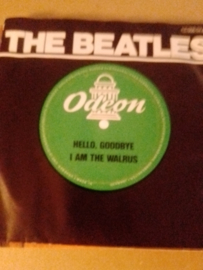 THE BEATLES
Odeon
HELLO, GOODBYE
I AM THE WALRUS